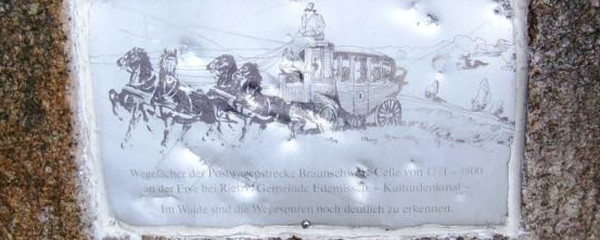 Wegefächer der Postwagenstrecke Braunschweig-Celle von - 1800
an der Erse bei Rietze, Gemeinde Edemissen. - Kulturdenkmal -
Im Walde sind die Wegespuren noch deutlich zu erkennen.